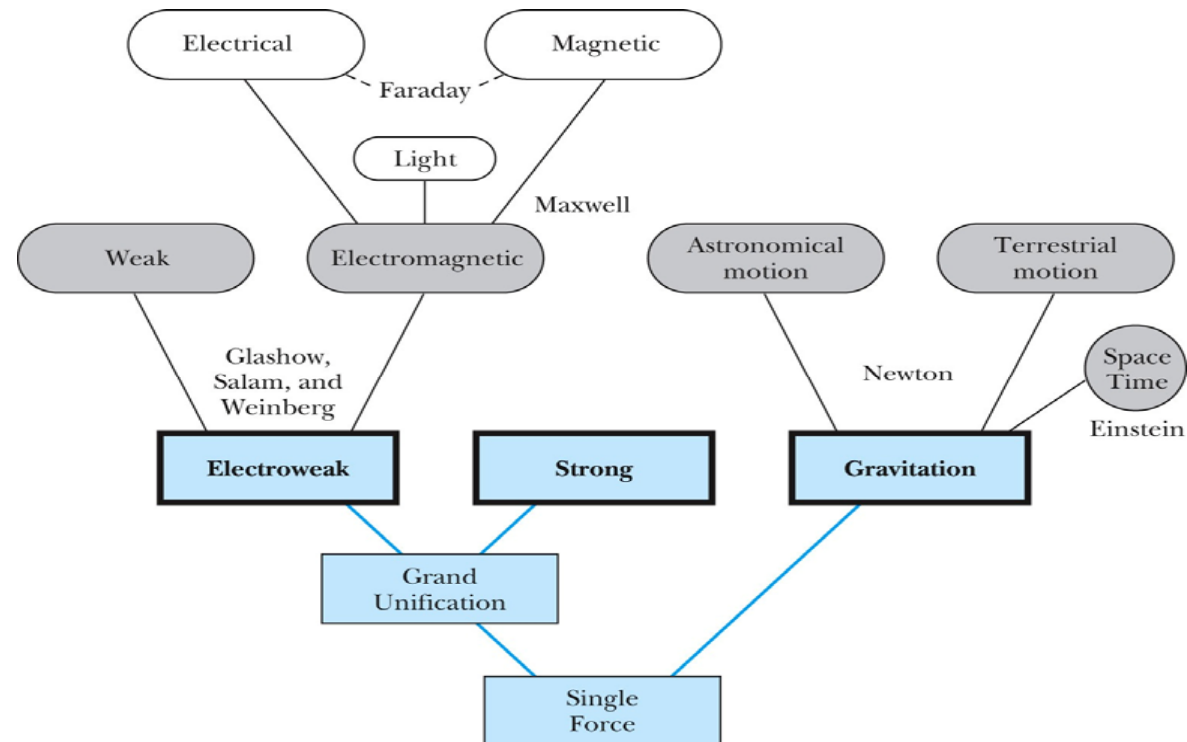 Electrical
Magnetic
Faraday
Light
Maxwell
Weak
Electromagnetic
Astronomical
motion
Terrestrial
motion
Glashow,
Salam, and
Weinberg
Newton
Space
Time
Einstein
Electroweak
Strong
Gravitation
Grand
Unification
Single
Force